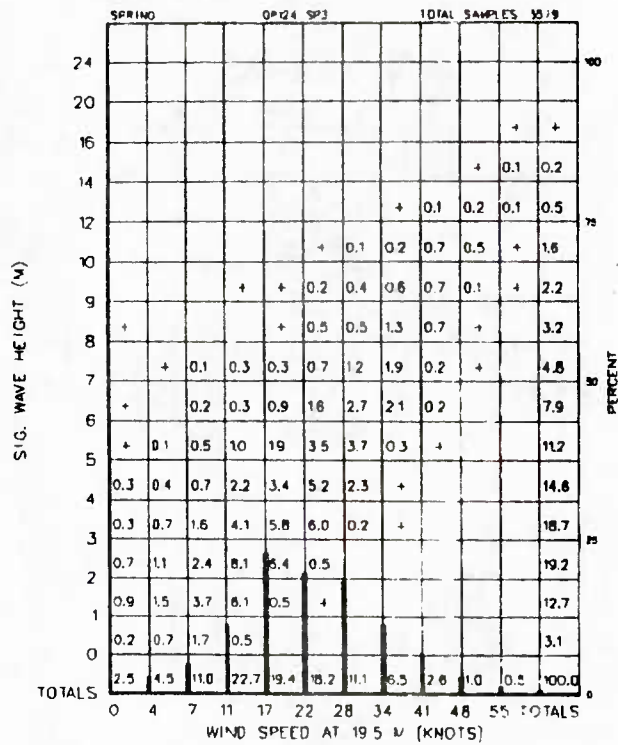 SPRING GPY24 SP3 TOTAL SAMPLES 5579
24 100
20
16 + +
14 + 0.1 0.2
12 + 0.1 0.2 0.1 0.5
75
10 + 0.1 0.2 0.7 0.5 + 1.6
9 + + 0.2 0.4 0.6 0.7 0.1 + 2.2
8 + + 0.5 0.5 1.3 0.7 + 3.2
7 + 0.1 0.3 0.3 0.7 1.2 1.9 0.2 + 4.8
50
6 + 0.2 0.3 0.9 1.6 2.7 2.1 0.2 7.9
5 + 0.1 0.5 1.0 1.9 3.5 3.7 0.3 + 11.2
4 0.3 0.4 0.7 2.2 3.4 5.2 2.3 + 14.6
3 0.3 0.7 1.6 4.1 5.8 6.0 0.2 + 18.7
25
2 0.7 1.1 2.4 8.1 6.4 0.5 19.2
1 0.9 1.5 3.7 6.1 0.5 + 12.7
0 0.2 0.7 1.7 0.5 3.1
TOTALS 2.5 4.5 11.0 22.7 19.4 18.2 11.1 6.5 2.6 1.0 0.5 100.0 0
0 4 7 11 17 22 28 34 41 48 55 TOTALS
WIND SPEED AT 19.5 M (KNOTS)
SIG. WAVE HEIGHT (M)
PERCENT